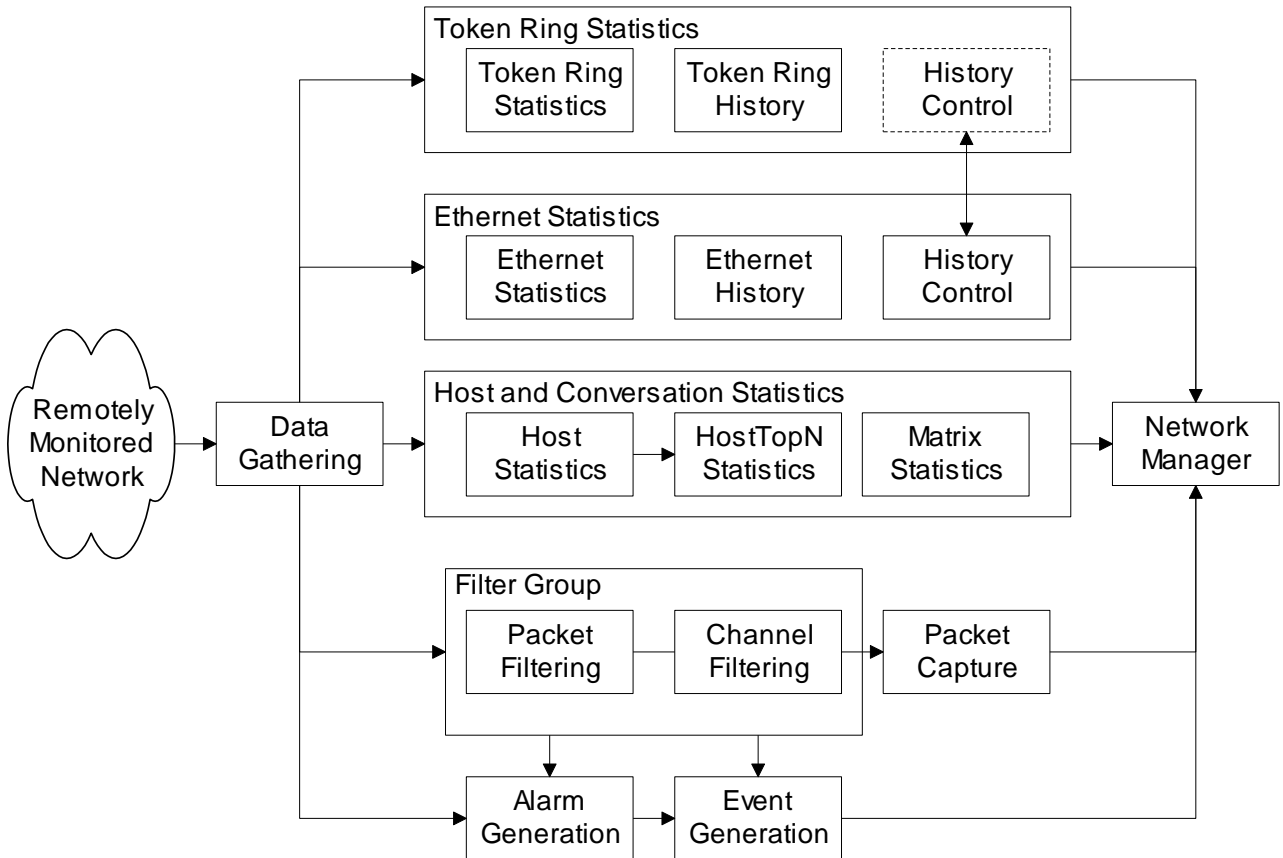 Token Ring Statistics
Token Ring
Statistics
Token Ring
History
History
Control
Ethernet Statistics
Ethernet
Statistics
Ethernet
History
History
Control
Remotely
Monitored
Network
Data
Gathering
Host and Conversation Statistics
Host
Statistics
HostTopN
Statistics
Matrix
Statistics
Network
Manager
Filter Group
Packet
Filtering
Channel
Filtering
Packet
Capture
Alarm
Generation
Event
Generation